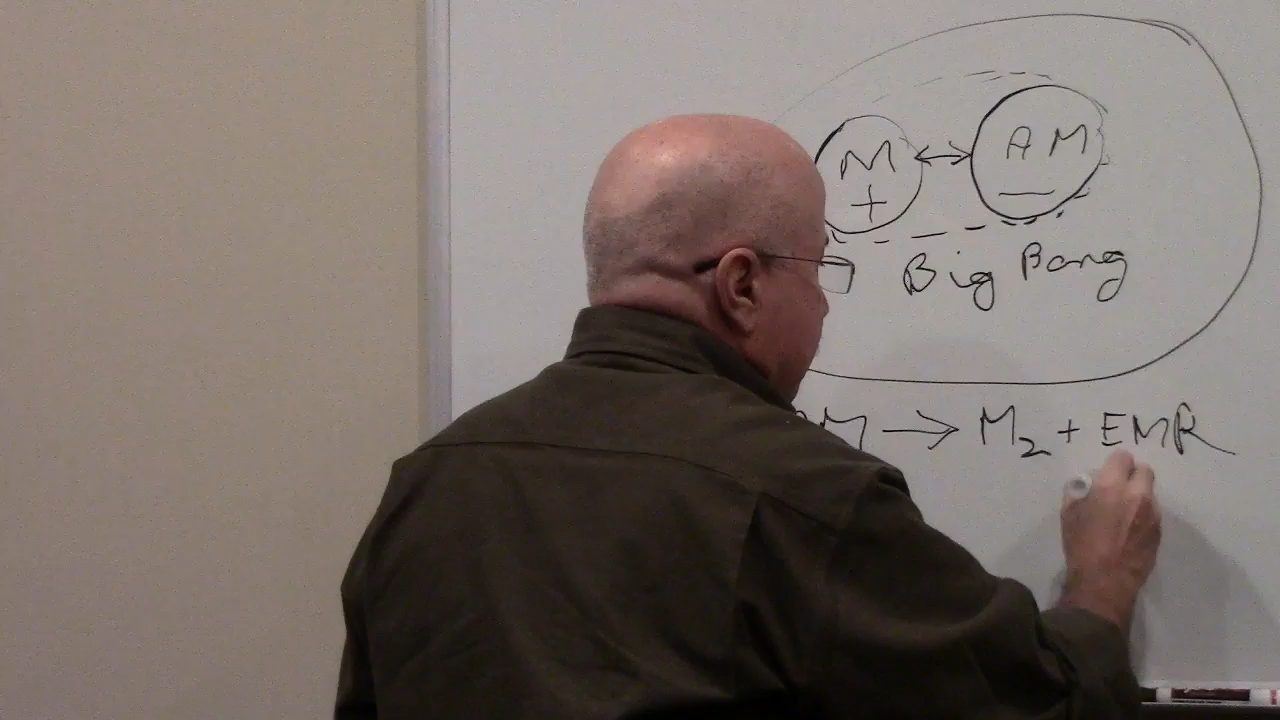 M AM
+ —
Big Bang
M → M₂ + EMR